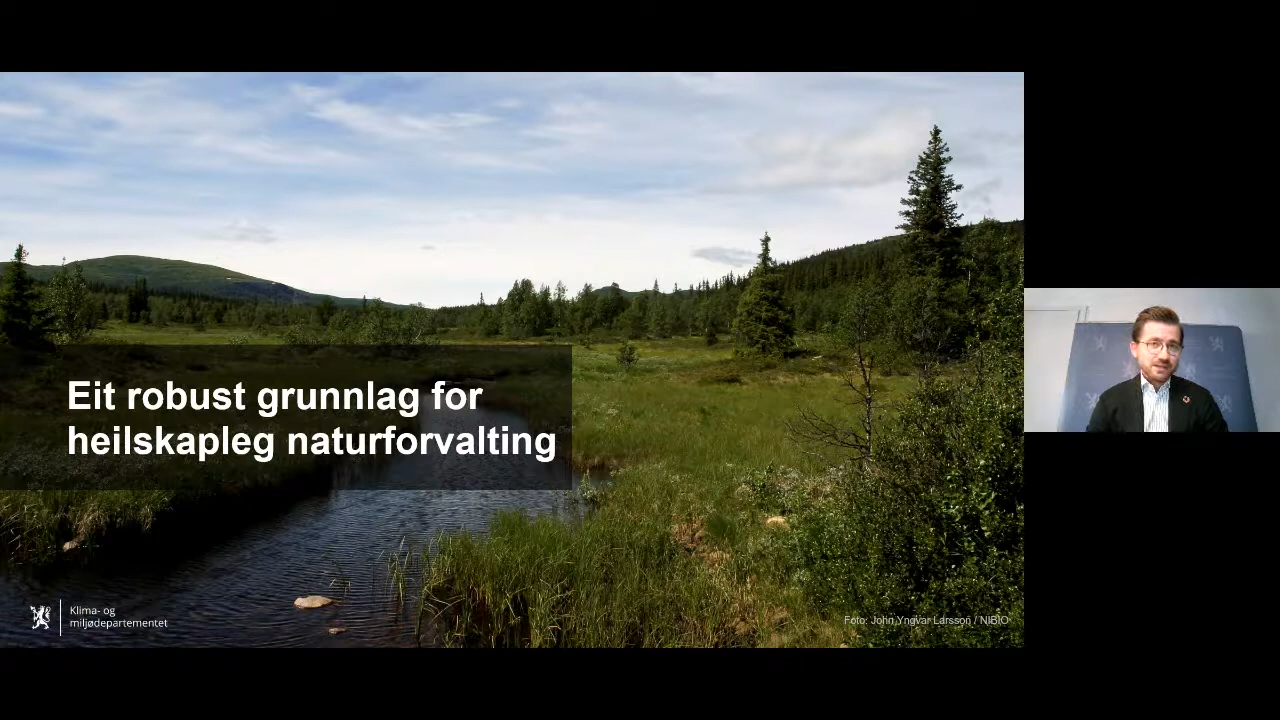 Eit robust grunnlag for
heilskapleg naturforvalting
Klima- og
miljødepartementet
Foto: John Yngvar Larsson / NIBIO